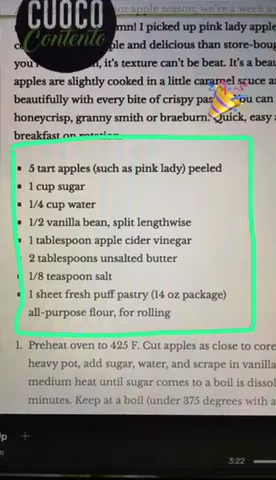 CUOCO
Contento
apple season, we're a
mn! I picked up pink lady apple
ple and delicious than store-bou
you it's texture can't be beat. It's a bea
apples are slightly cooked in a little caramel sauce a
beautifully with every bite of crispy can
honeycrisp, granny smith or braeburn. Quick, easy
breakfast on rotation.
▪ 5 tart apples (such as pink lady) peeled
▪ 1 cup sugar
▪ 1/4 cup water
▪ 1/2 vanilla bean, split lengthwise
▪ 1 tablespoon apple cider vinegar
▪ 2 tablespoons unsalted butter
▪ 1/8 teaspoon salt
▪ 1 sheet fresh puff pastry (14 oz package)
all-purpose flour, for rolling
1. Preheat oven to 425 F. Cut apples as close to core
heavy pot, add sugar, water, and scrape in vanilla
medium heat until sugar comes to a boil is dissol
minutes. Keep at a boil (under 375 degrees with a
up +
3:22